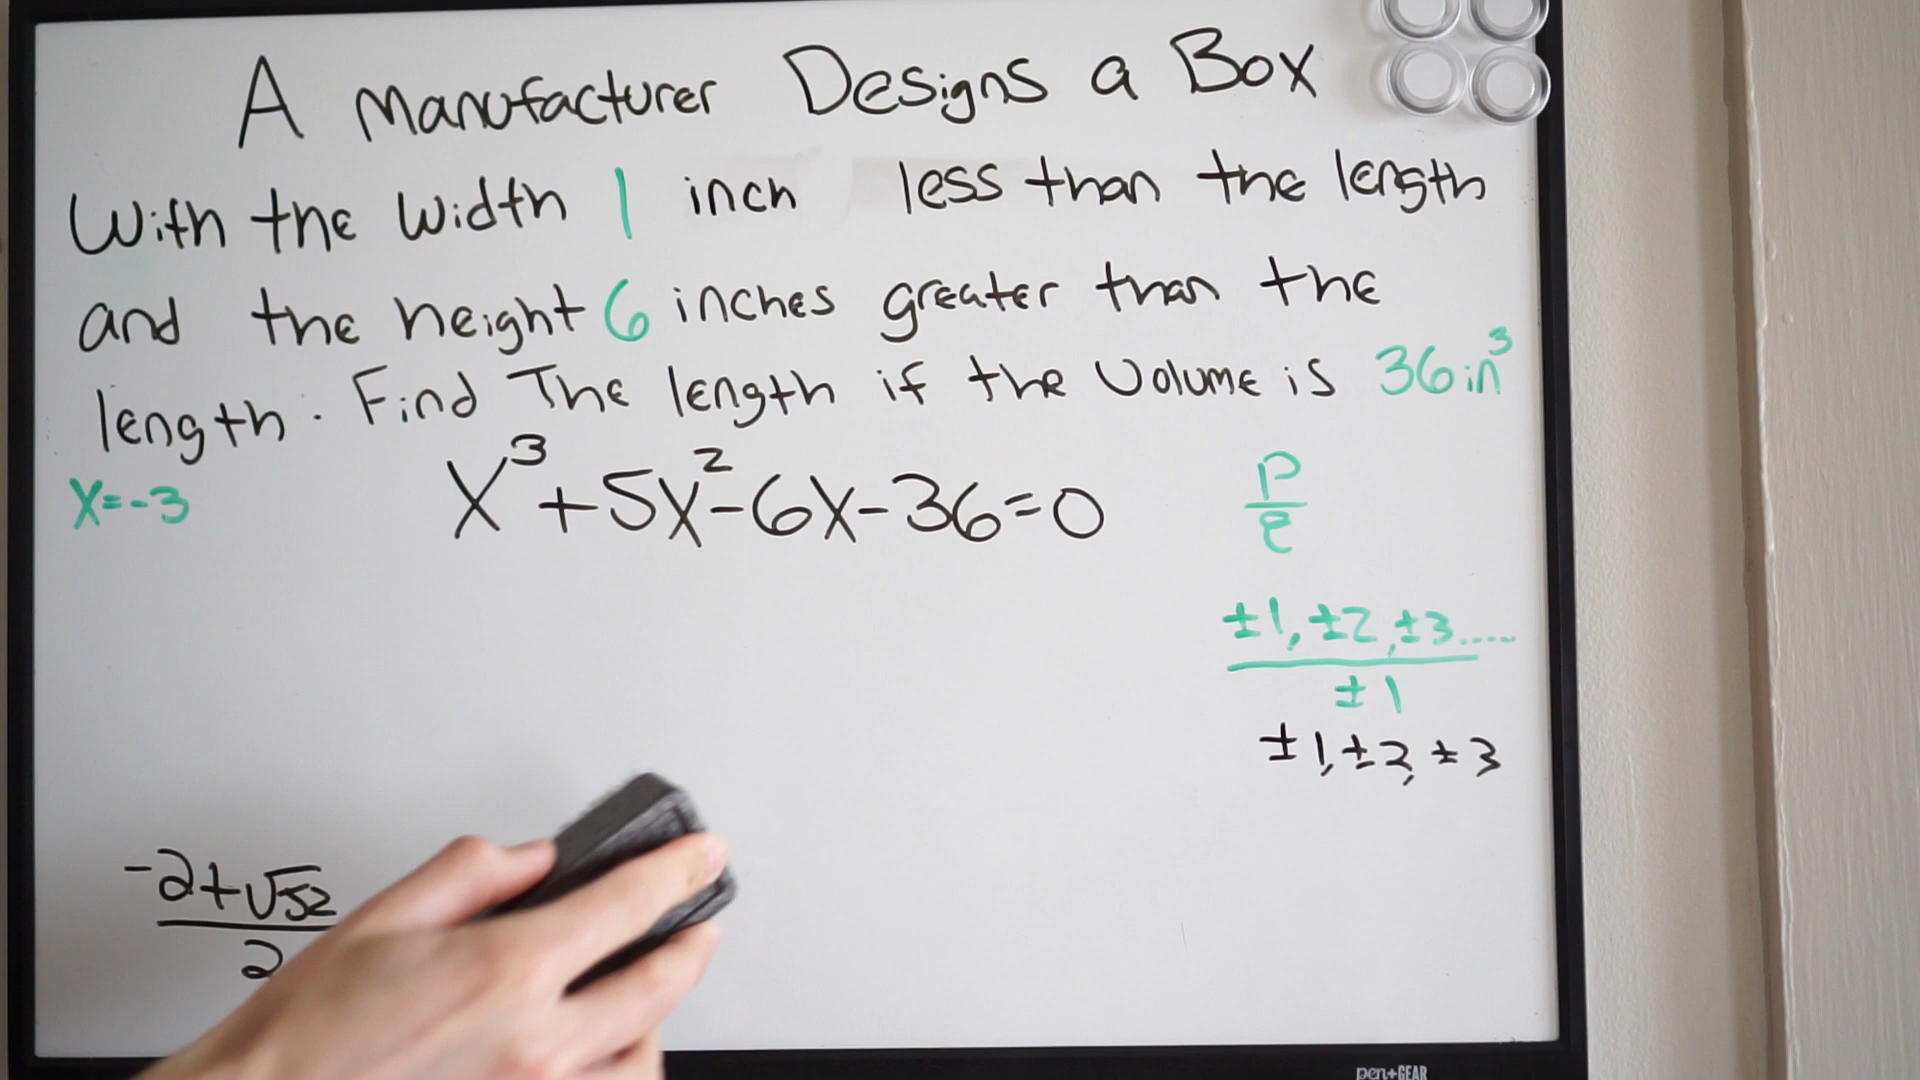 A Manufacturer Designs a Box
With the width 1 inch less than the length
and the height 6 inches greater than the
length. Find The length if the Volume is 36in³
x=-3
x³+5x²-6x-36=0
P
q
±1, ±2, ±3.....
±1
±1, ±2, ±3
-2+√52
2
pen+GEAR